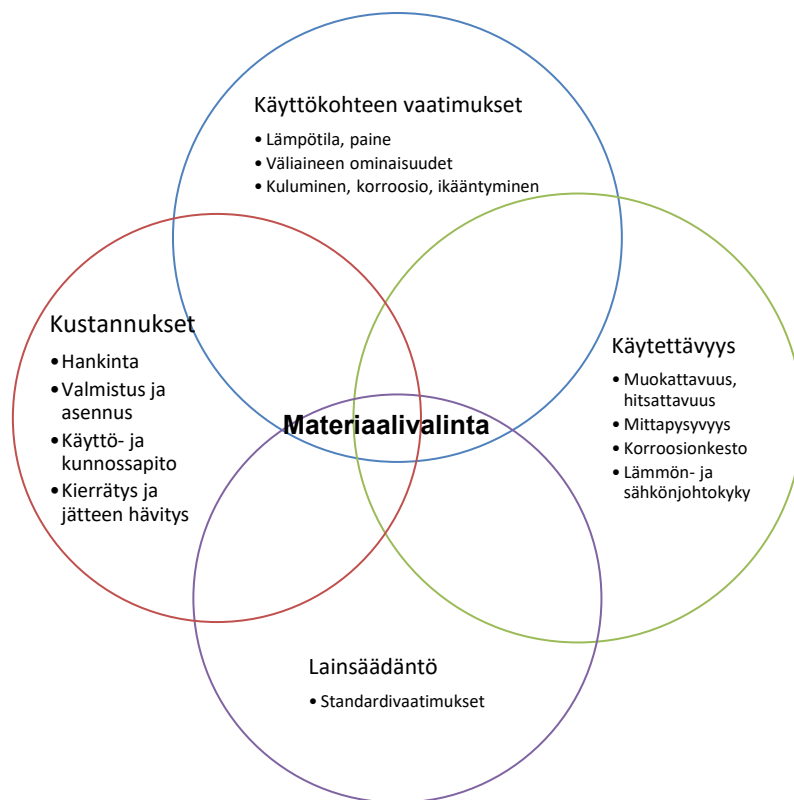 Käyttökohteen vaatimukset
• Lämpötila, paine
• Väliaineen ominaisuudet
• Kuluminen, korroosio, ikääntyminen
Kustannukset
• Hankinta
• Valmistus ja
asennus
• Käyttö- ja
kunnossapito
• Kierrätys ja
jätteen hävitys
Materiaalivalinta
Käytettävyys
• Muokattavuus,
hitsattavuus
• Mittapysyvyys
• Korroosionkesto
• Lämmön- ja
sähkönjohtokyky
Lainsäädäntö
• Standardivaatimukset